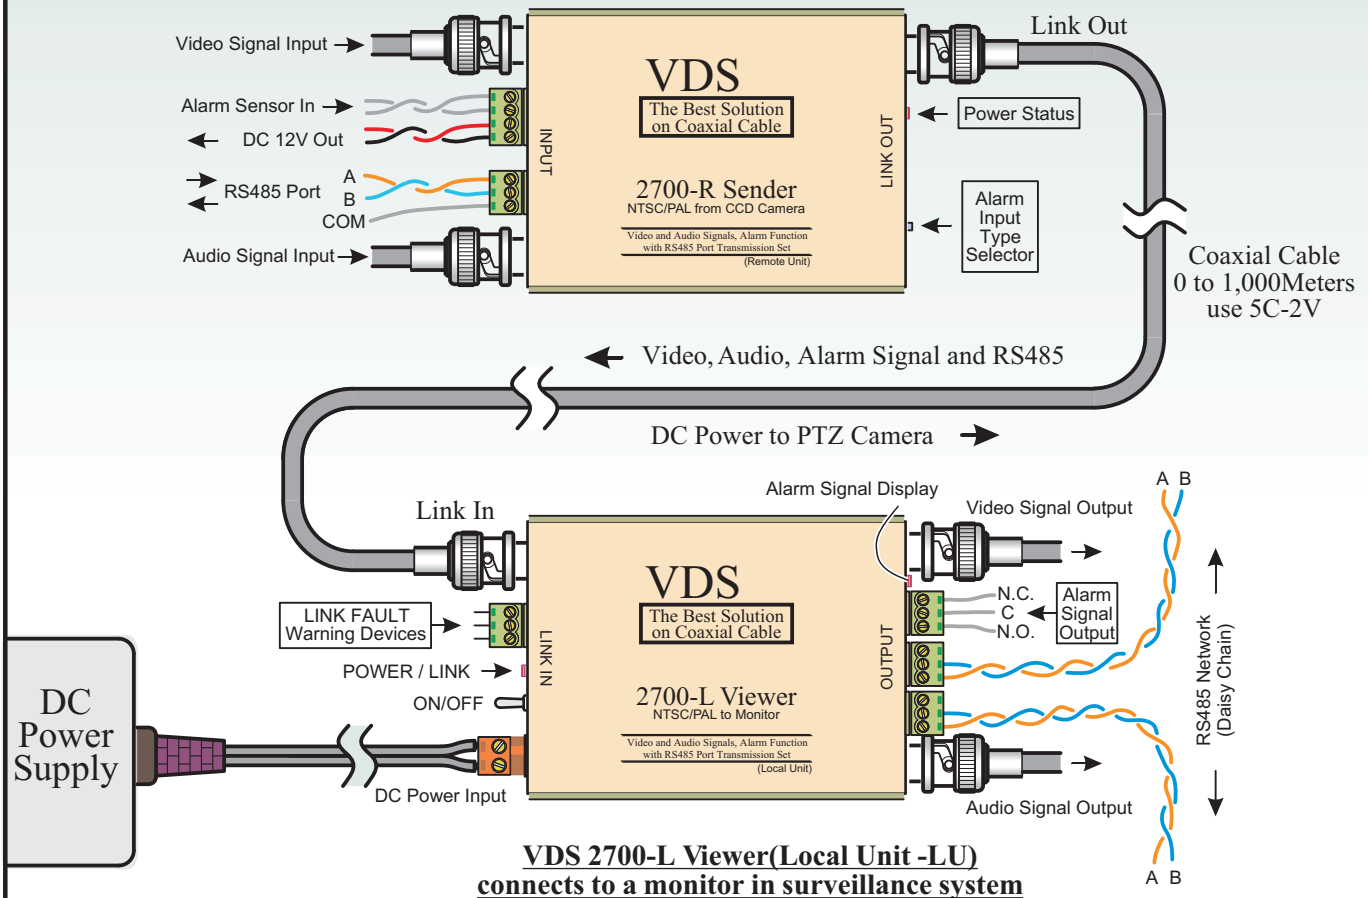 Link Out
Video Signal Input
VDS
The Best Solution
on Coaxial Cable
Alarm Sensor In
DC 12V Out
INPUT
LINK OUT
Power Status
RS485 Port
A
B
COM
2700-R Sender
NTSC/PAL from CCD Camera
Video and Audio Signals, Alarm Function
with RS485 Port Transmission Set
(Remote Unit)
Alarm
Input
Type
Selector
Audio Signal Input
Coaxial Cable
0 to 1,000Meters
use 5C-2V
Video, Audio, Alarm Signal and RS485
DC Power to PTZ Camera
Alarm Signal Display
A B
Link In
Video Signal Output
VDS
The Best Solution
on Coaxial Cable
LINK FAULT
Warning Devices
LINK IN
OUTPUT
N.C.
C
N.O.
Alarm
Signal
Output
POWER / LINK
ON/OFF
2700-L Viewer
NTSC/PAL to Monitor
Video and Audio Signals, Alarm Function
with RS485 Port Transmission Set
(Local Unit)
RS485 Network
(Daisy Chain)
DC
Power
Supply
DC Power Input
Audio Signal Output
A B
VDS 2700-L Viewer(Local Unit -LU)
connects to a monitor in surveillance system